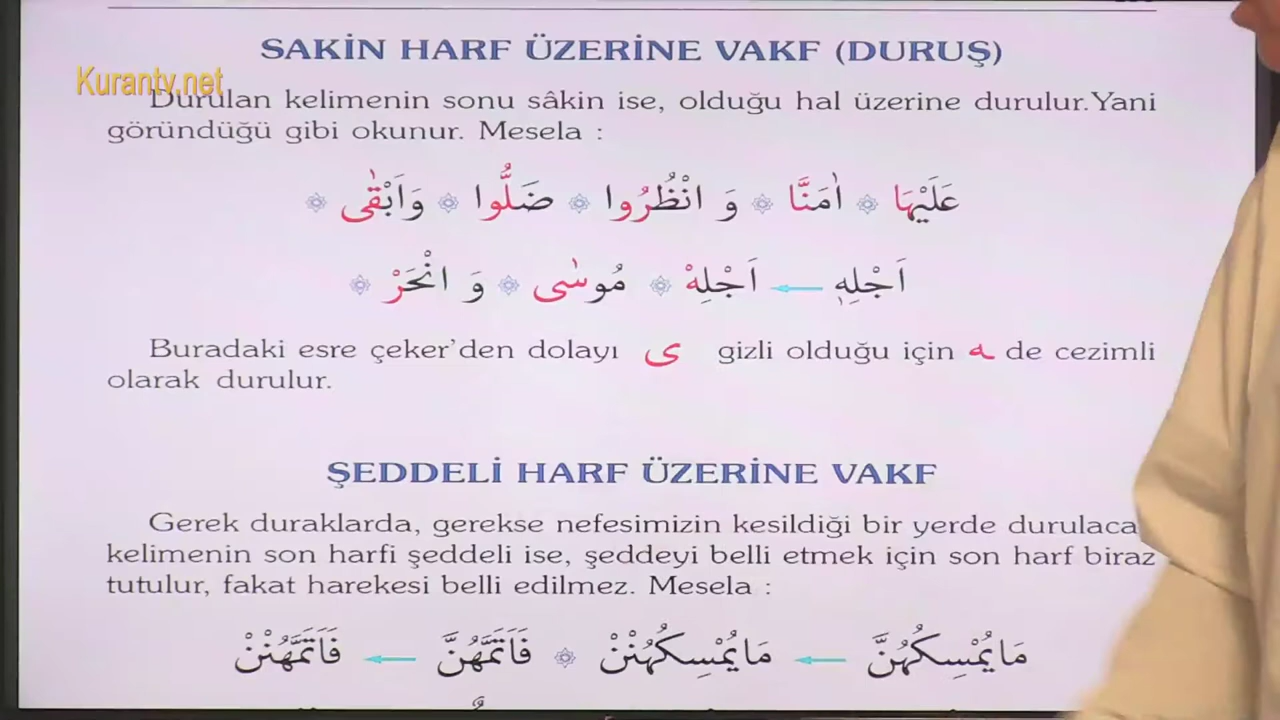 SAKİN HARF ÜZERİNE VAKF (DURUŞ)
Kurantv.net
Durulan kelimenin sonu sâkin ise, olduğu hal üzerine durulur. Yani
göründüğü gibi okunur. Mesela :
عَلَيْهَا ۞ اٰمَنَّا ۞ وَ انْظُرُوا ۞ ضَلُّوا ۞ وَاَبْقٰى ۞
اَجْلِهٖ ← اَجْلِهْ ۞ مُوسٰى ۞ وَ انْحَرْ ۞
Buradaki esre çeker'den dolayı ى gizli olduğu için ه de cezimli
olarak durulur.
ŞEDDELİ HARF ÜZERİNE VAKF
Gerek duraklarda, gerekse nefesimizin kesildiği bir yerde durulaca
kelimenin son harfi şeddeli ise, şeddeyi belli etmek için son harf biraz
tutulur, fakat harekesi belli edilmez. Mesela :
مَايُمْسِكُهُنَّ ← مَايُمْسِكُهُنْنْ ۞ فَاَتَمَّهُنَّ ← فَاَتَمَّهُنْنْ